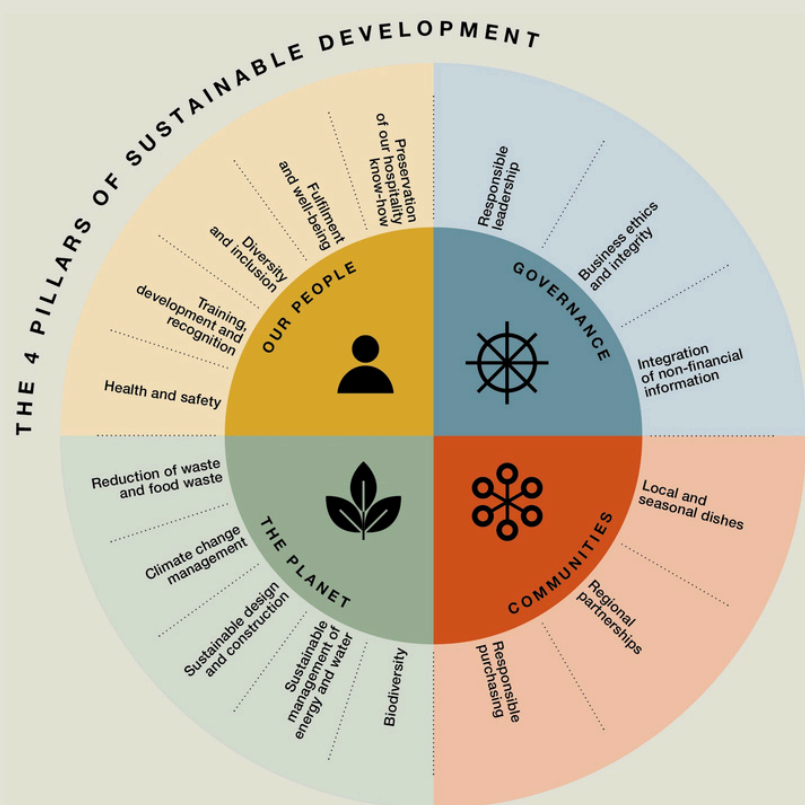 THE 4 PILLARS OF SUSTAINABLE DEVELOPMENT
OUR PEOPLE
Health and safety
Training,
development and
recognition
Diversity
and inclusion
Fulfilment
and well-being
Preservation
of our hospitality
know-how
GOVERNANCE
Responsible
leadership
Business ethics
and integrity
Integration
of non-financial
information
COMMUNITIES
Local and
seasonal dishes
Regional
partnerships
Responsible
purchasing
THE PLANET
Reduction of waste
and food waste
Climate change
management
Sustainable design
and construction
Sustainable
management of
energy and water
Biodiversity